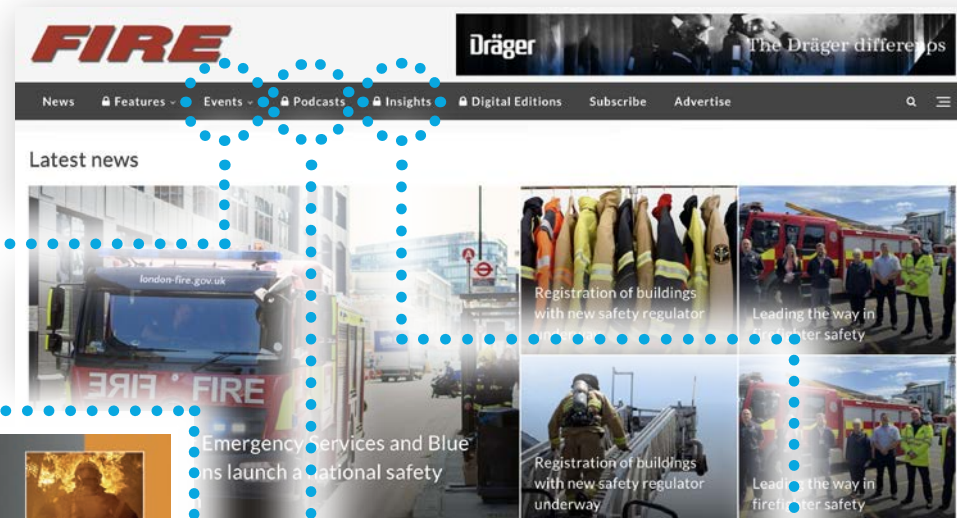 FIRE
Dräger
The Dräger
News
Features
Events
Podcasts
Insights
Digital Editions
Subscribe
Advertise
Latest news
london-fire.gov.uk
FIRE
FIRE
A
Registration of buildings
with new safety regulator
underway
Leading the way in
firefighter safety
Emergency Services and Blue
ns launch a national safety
Registration of buildings
with new safety regulator
underway
Leading the way in
firefighter safety